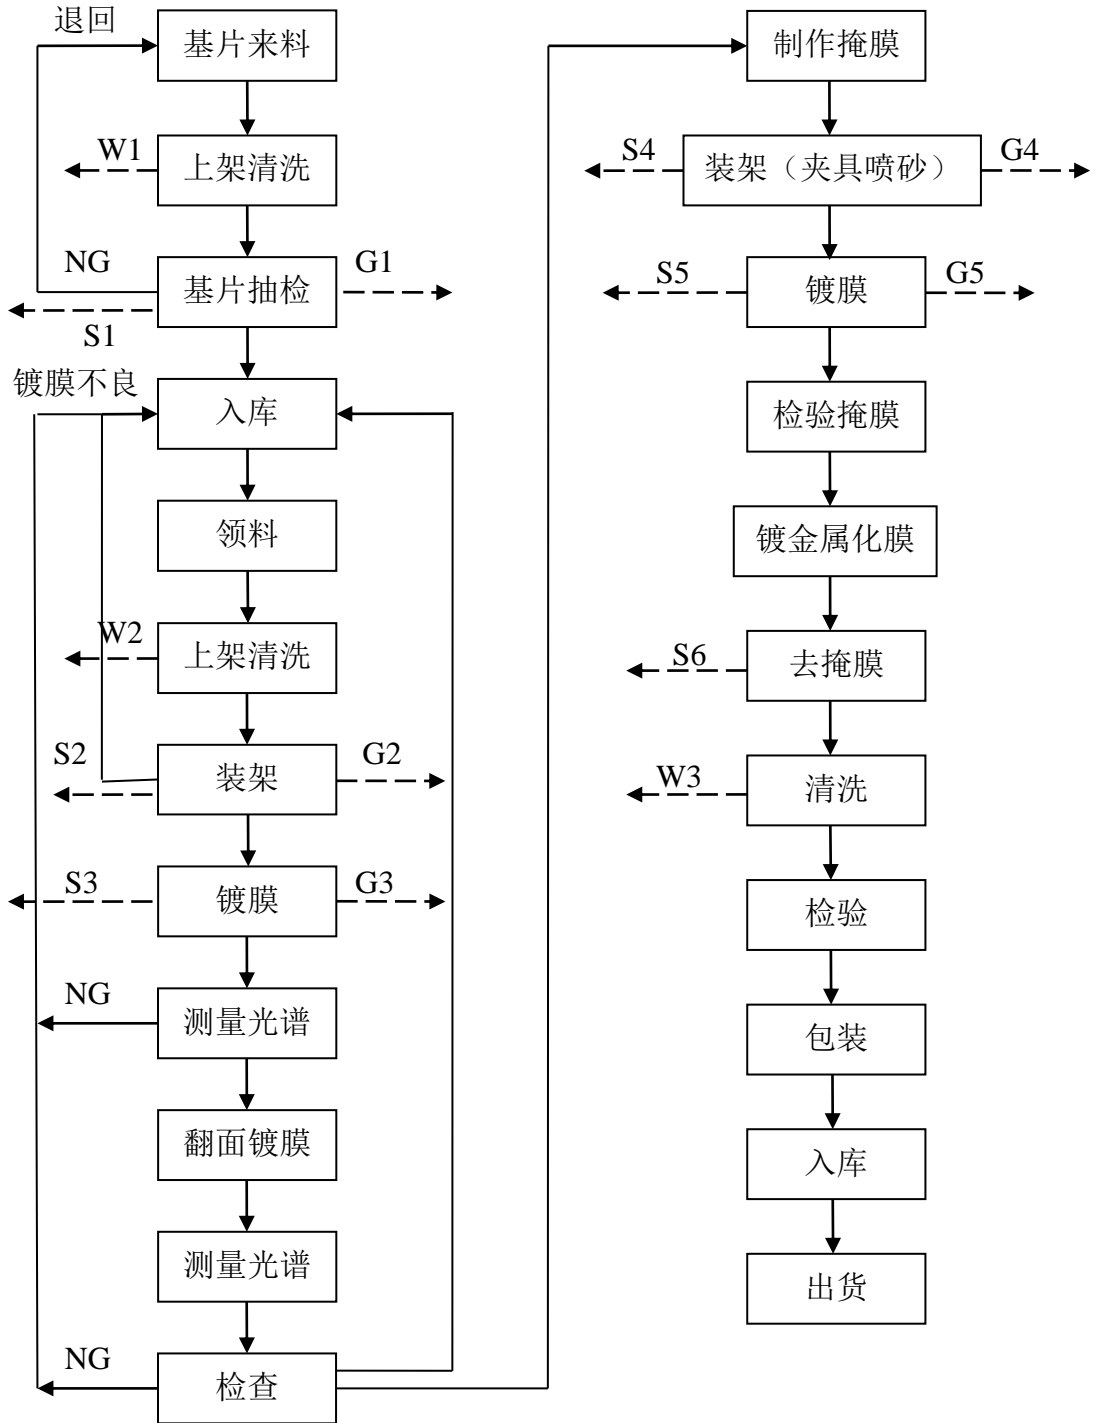 退回
基片来料
W1
上架清洗
NG
基片抽检
G1
S1
镀膜不良
入库
领料
W2
上架清洗
S2
装架
G2
S3
镀膜
G3
NG
测量光谱
翻面镀膜
测量光谱
NG
检查
制作掩膜
S4
装架（夹具喷砂）
G4
S5
镀膜
G5
检验掩膜
镀金属化膜
S6
去掩膜
W3
清洗
检验
包装
入库
出货